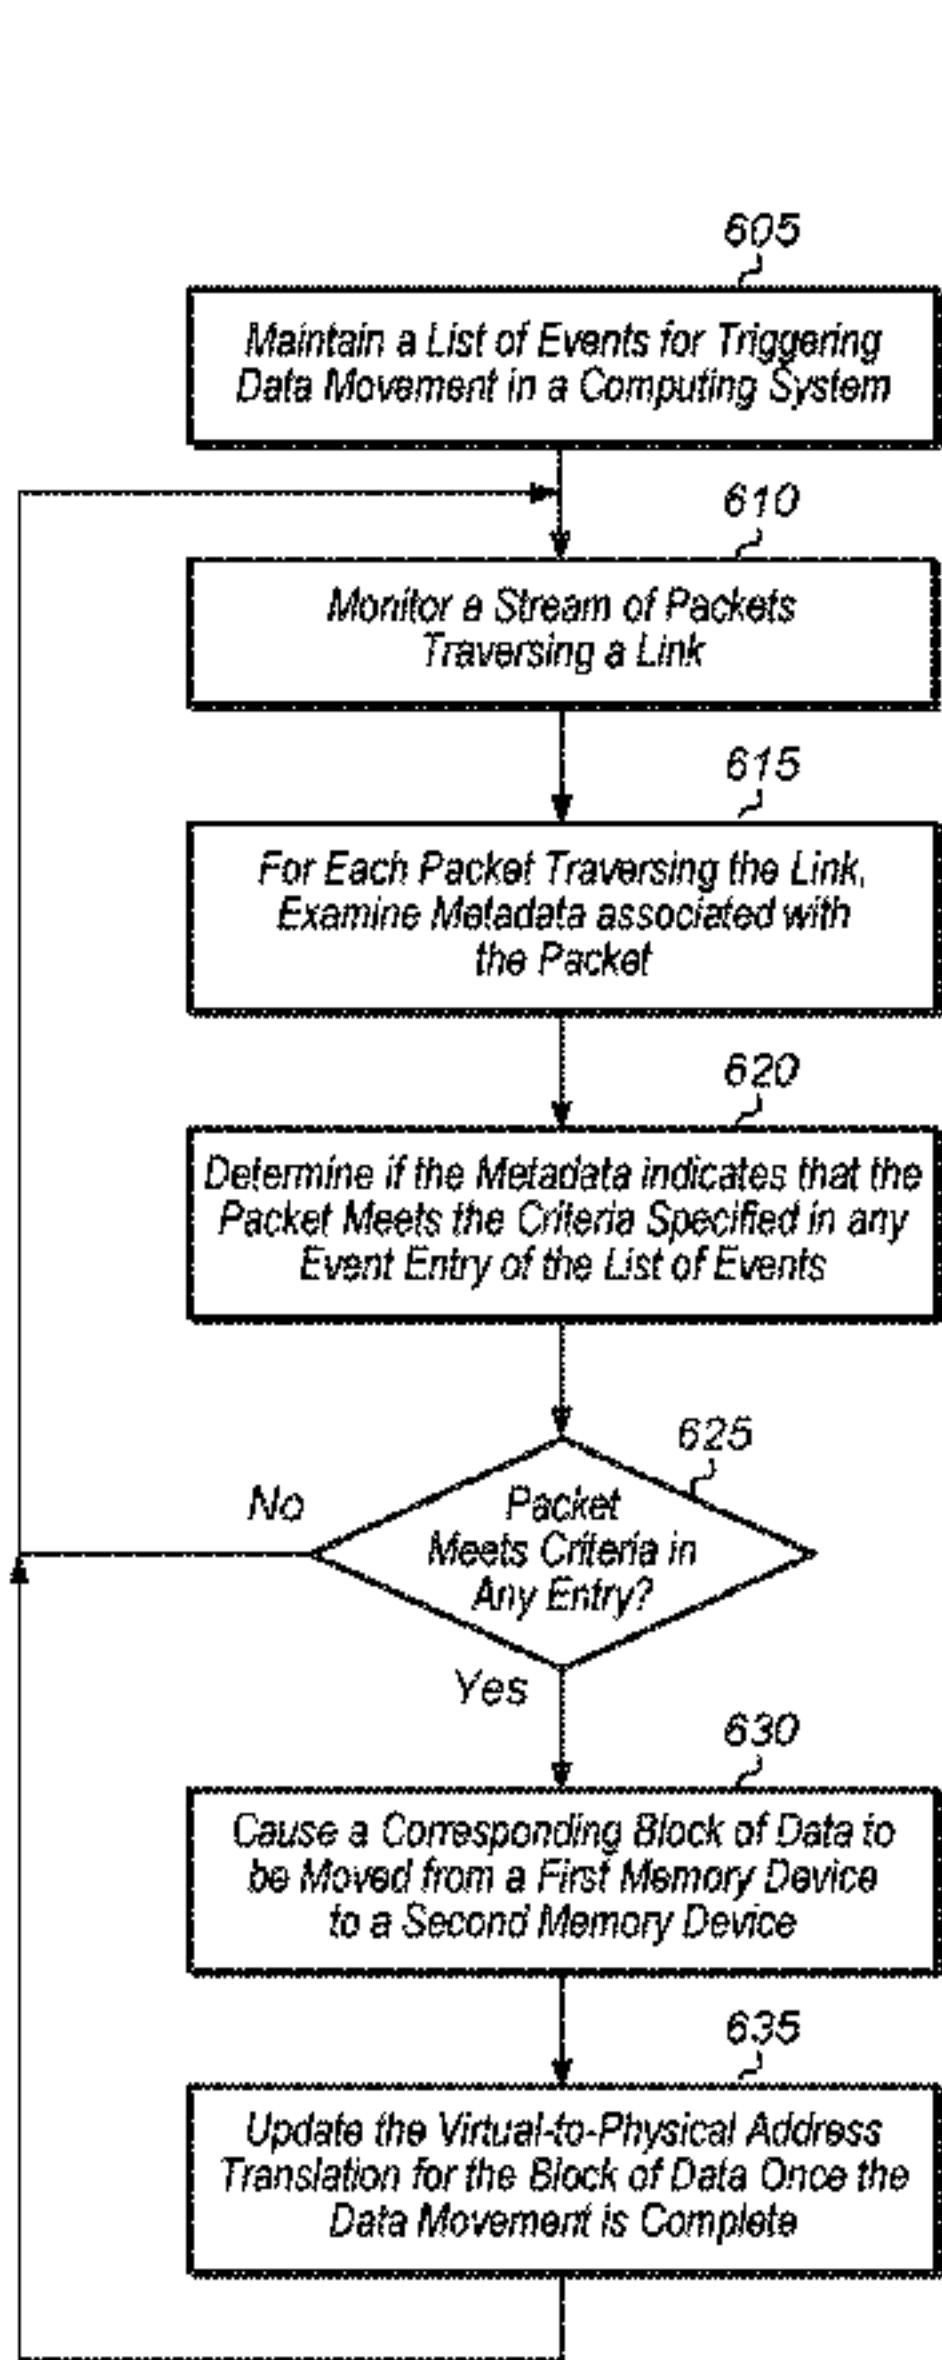 605
Maintain a List of Events for Triggering
Data Movement in a Computing System
610
Monitor a Stream of Packets
Traversing a Link
615
For Each Packet Traversing the Link,
Examine Metadata associated with
the Packet
620
Determine if the Metadata indicates that the
Packet Meets the Criteria Specified in any
Event Entry of the List of Events
625
No
Packet
Meets Criteria in
Any Entry?
Yes
630
Cause a Corresponding Block of Data to
be Moved from a First Memory Device
to a Second Memory Device
635
Update the Virtual-to-Physical Address
Translation for the Block of Data Once the
Data Movement is Complete